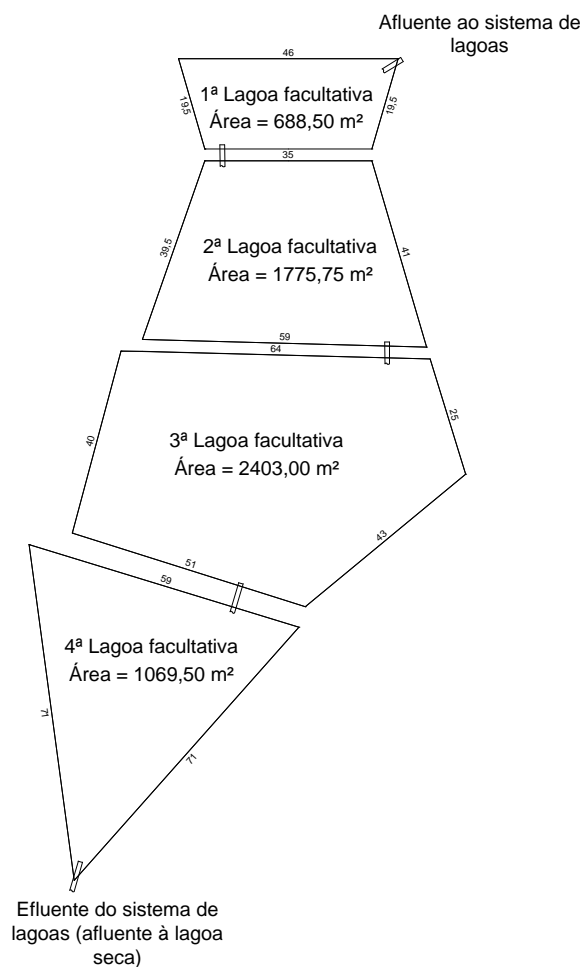 Afluente ao sistema de
lagoas
46
19,5
1ª Lagoa facultativa
Área = 688,50 m²
19,5
35
39,5
2ª Lagoa facultativa
Área = 1775,75 m²
41
59
64
40
3ª Lagoa facultativa
Área = 2403,00 m²
25
43
51
59
4ª Lagoa facultativa
Área = 1069,50 m²
71
71
Efluente do sistema de
lagoas (afluente à lagoa
seca)